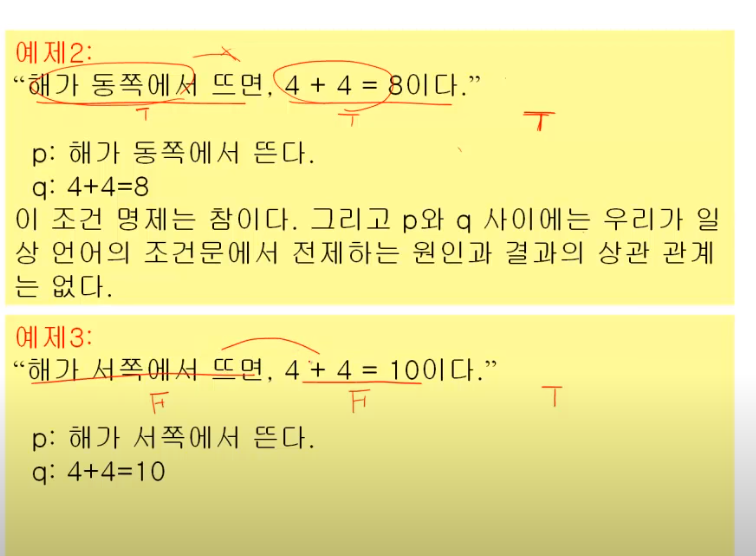 예제2:
“해가 동쪽에서 뜨면, 4 + 4 = 8이다.”
T
T
T
p: 해가 동쪽에서 뜬다.
q: 4+4=8
이 조건 명제는 참이다. 그리고 p와 q 사이에는 우리가 일
상 언어의 조건문에서 전제하는 원인과 결과의 상관 관계
는 없다.
예제3:
“해가 서쪽에서 뜨면, 4 + 4 = 10이다.”
F
F
T
p: 해가 서쪽에서 뜬다.
q: 4+4=10